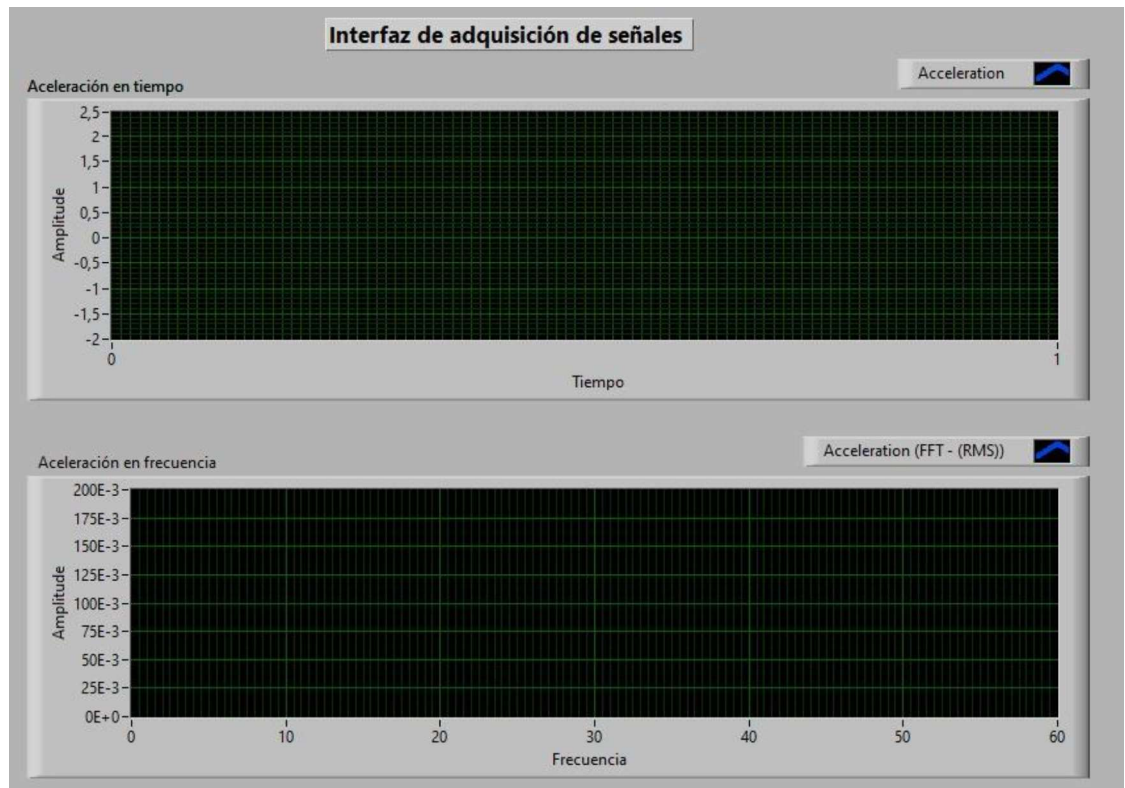 Interfaz de adquisición de señales
Acceleration
Aceleración en tiempo
2,5
2
1,5
1
0,5
0
-0,5
-1
-1,5
-2
Amplitude
0
1
Tiempo
Acceleration (FFT - (RMS))
Aceleración en frecuencia
200E-3
175E-3
150E-3
125E-3
100E-3
75E-3
50E-3
25E-3
0E+0
Amplitude
0
10
20
30
40
50
60
Frecuencia